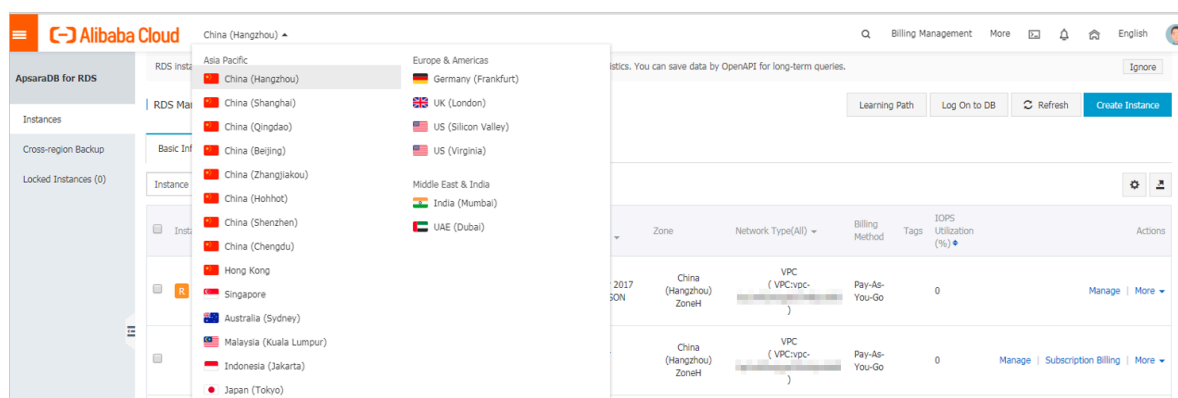 Alibaba Cloud
China (Hangzhou)
Billing Management
More
English
ApsaraDB for RDS
Instances
Cross-region Backup
Locked Instances (0)
RDS insta
istics. You can save data by OpenAPI for long-term queries.
Ignore
RDS Ma
Learning Path
Log On to DB
Refresh
Create Instance
Basic Inf
Instance
Asia Pacific
China (Hangzhou)
China (Shanghai)
China (Qingdao)
China (Beijing)
China (Zhangjiakou)
China (Hohhot)
China (Shenzhen)
China (Chengdu)
Hong Kong
Singapore
Australia (Sydney)
Malaysia (Kuala Lumpur)
Indonesia (Jakarta)
Japan (Tokyo)
Europe & Americas
Germany (Frankfurt)
UK (London)
US (Silicon Valley)
US (Virginia)
Middle East & India
India (Mumbai)
UAE (Dubai)
Insta
Zone
Network Type(All)
Billing
Method
Tags
IOPS
Utilization
(%)
Actions
R
2017
SON
China
(Hangzhou)
ZoneH
VPC
( VPC:vpc-
)
Pay-As-
You-Go
0
Manage | More
China
(Hangzhou)
ZoneH
VPC
( VPC:vpc-
)
Pay-As-
You-Go
0
Manage | Subscription Billing | More